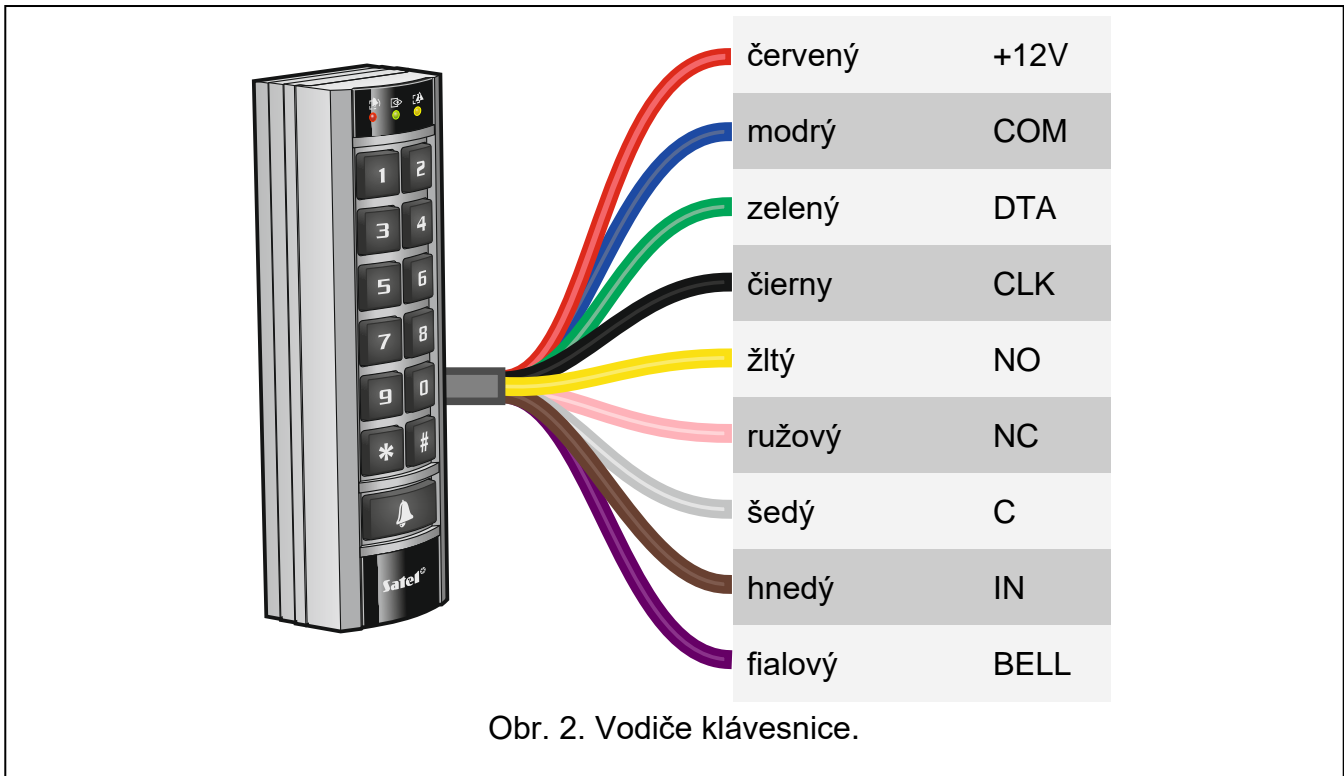 červený +12V
modrý COM
zelený DTA
čierny CLK
žltý NO
ružový NC
šedý C
hnedý IN
fialový BELL
1 2
3 4
5 6
7 8
9 0
* #
Satel®
Obr. 2. Vodiče klávesnice.